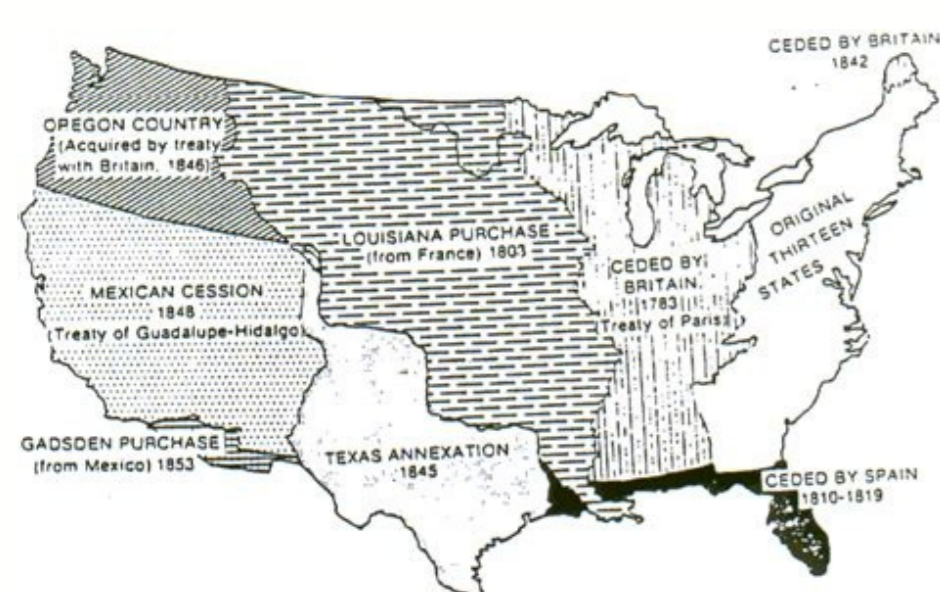 CEDED BY BRITAIN
1842
OREGON COUNTRY
(Acquired by treaty
with Britain, 1846)
LOUISIANA PURCHASE
(from France) 1803
ORIGINAL
THIRTEEN
STATES
CEDED BY
BRITAIN,
1783
(Treaty of Paris)
MEXICAN CESSION
1848
(Treaty of Guadalupe-Hidalgo)
GADSDEN PURCHASE
(from Mexico) 1853
TEXAS ANNEXATION
1845
CEDED BY SPAIN
1810-1819